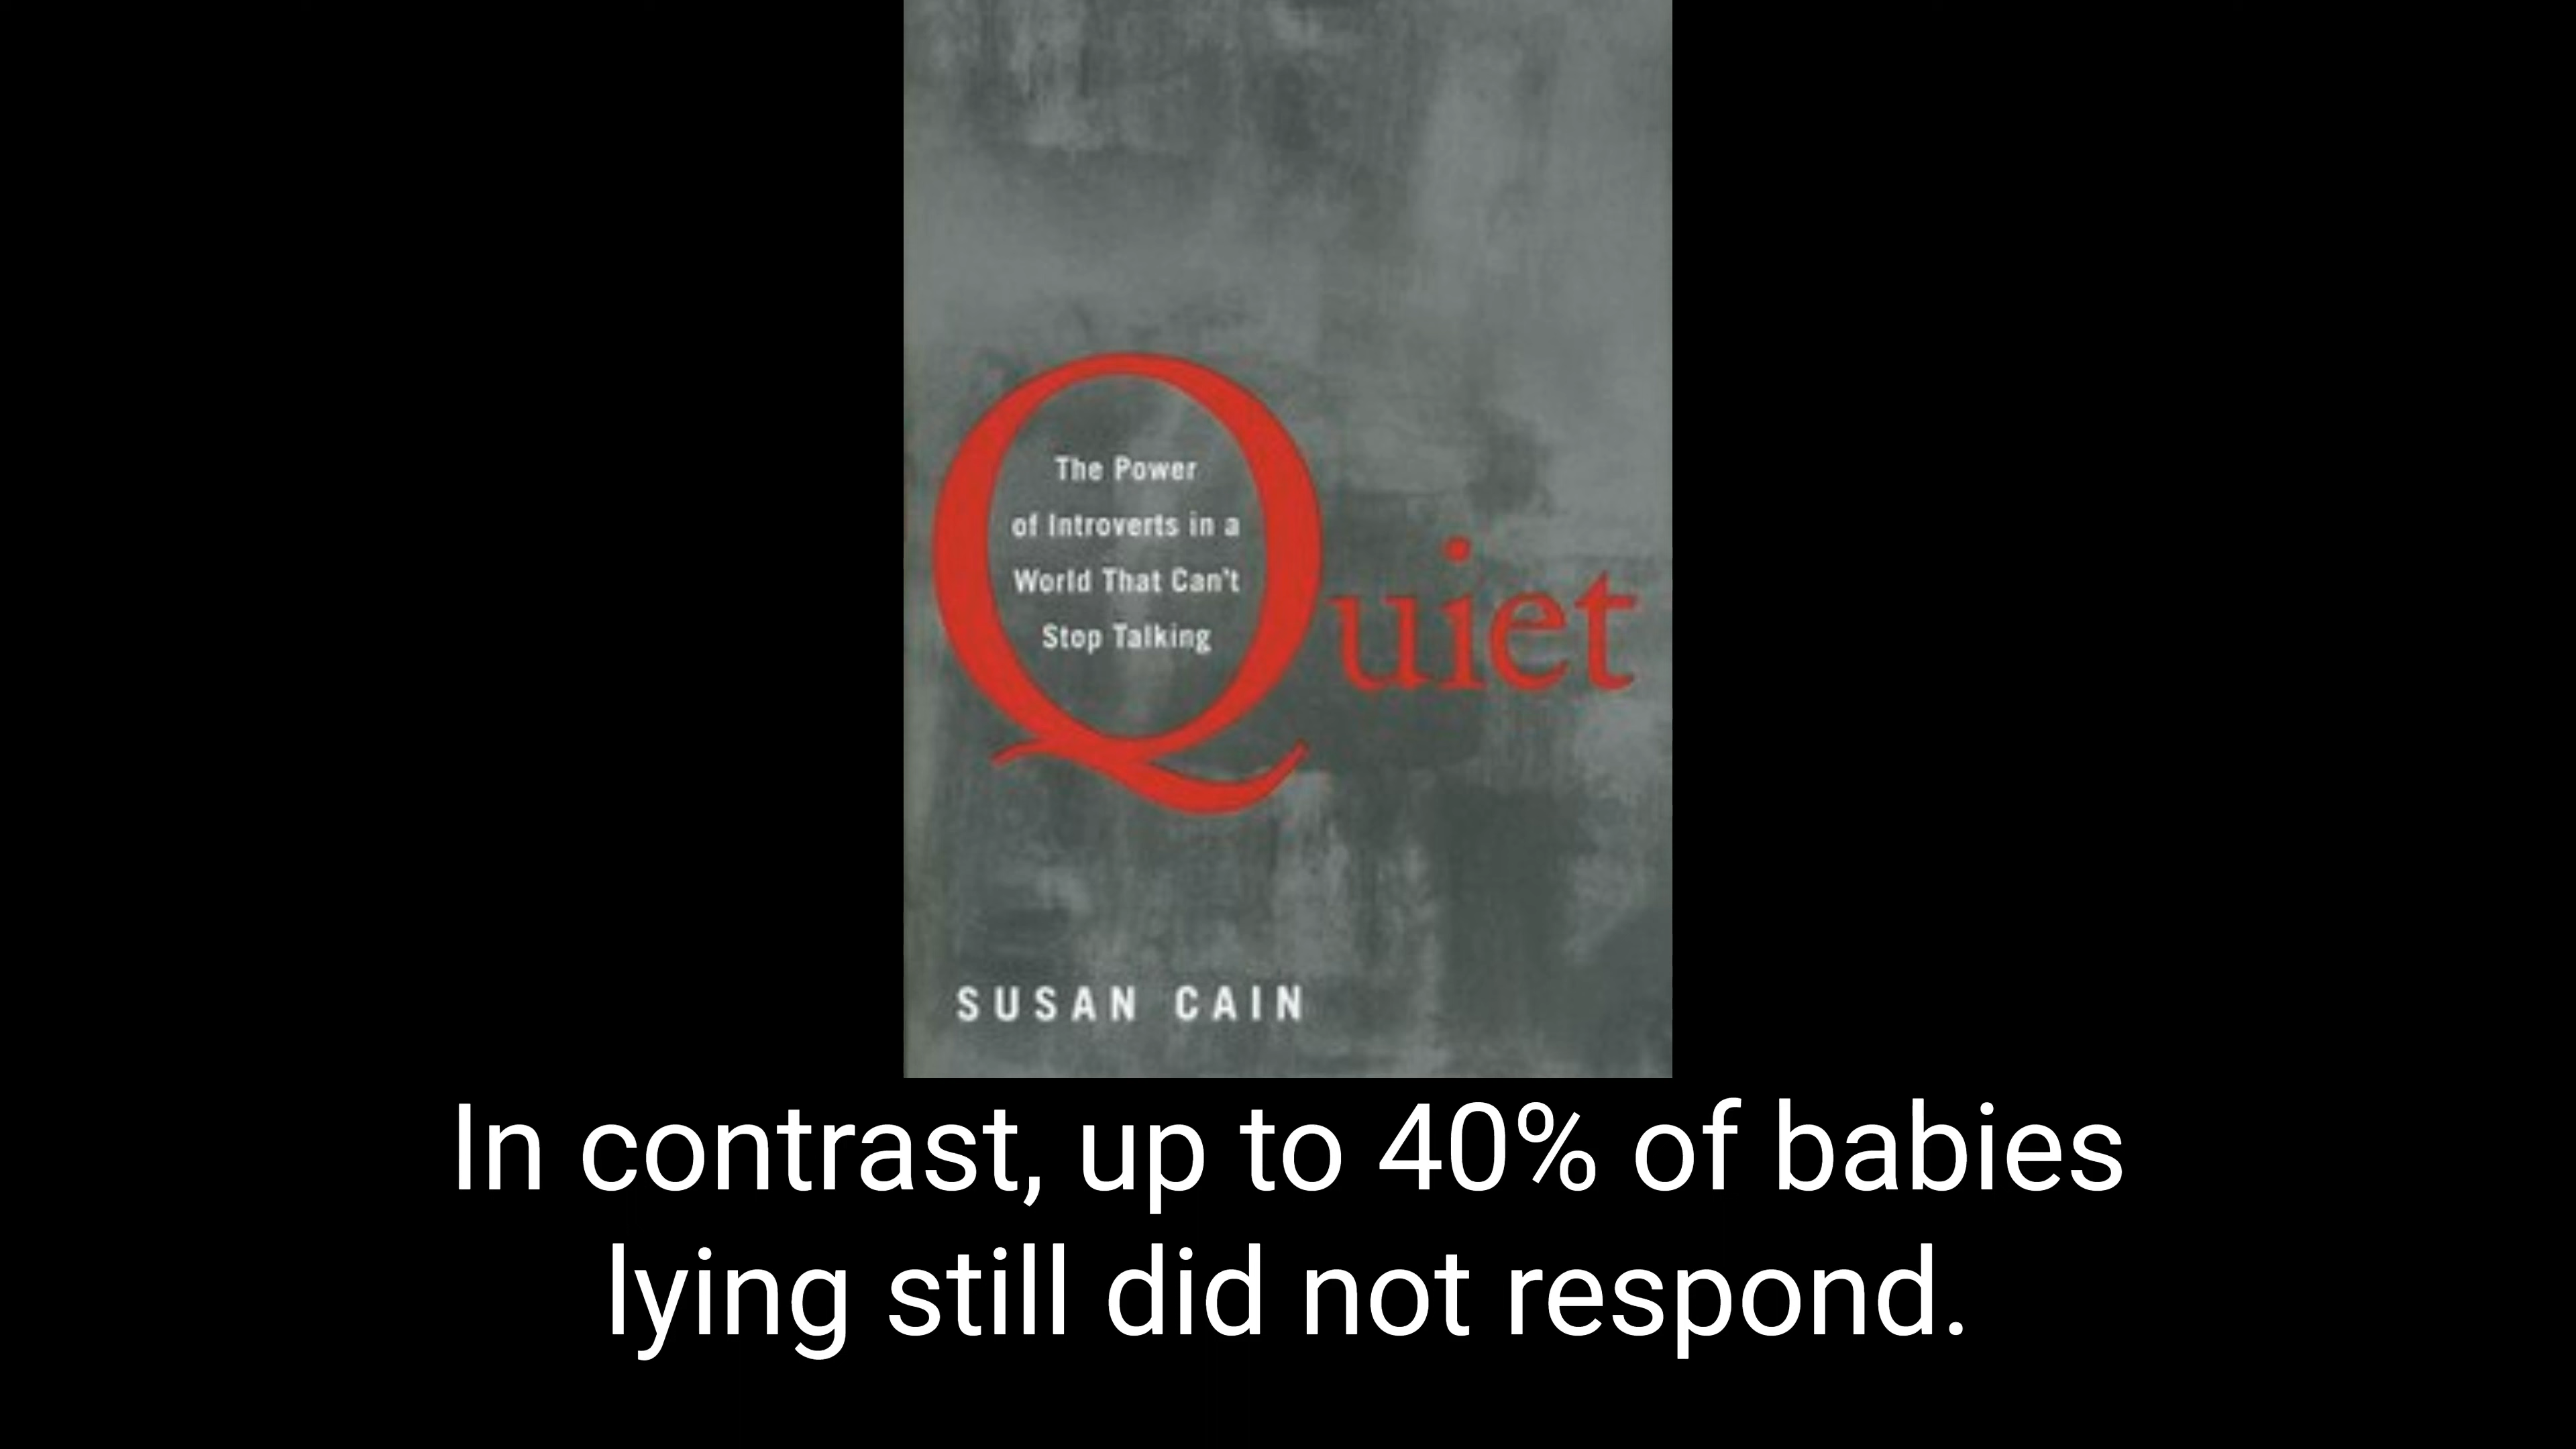 The Power
of Introverts in a
World That Can't
Stop Talking
Quiet
SUSAN CAIN
In contrast, up to 40% of babies
lying still did not respond.